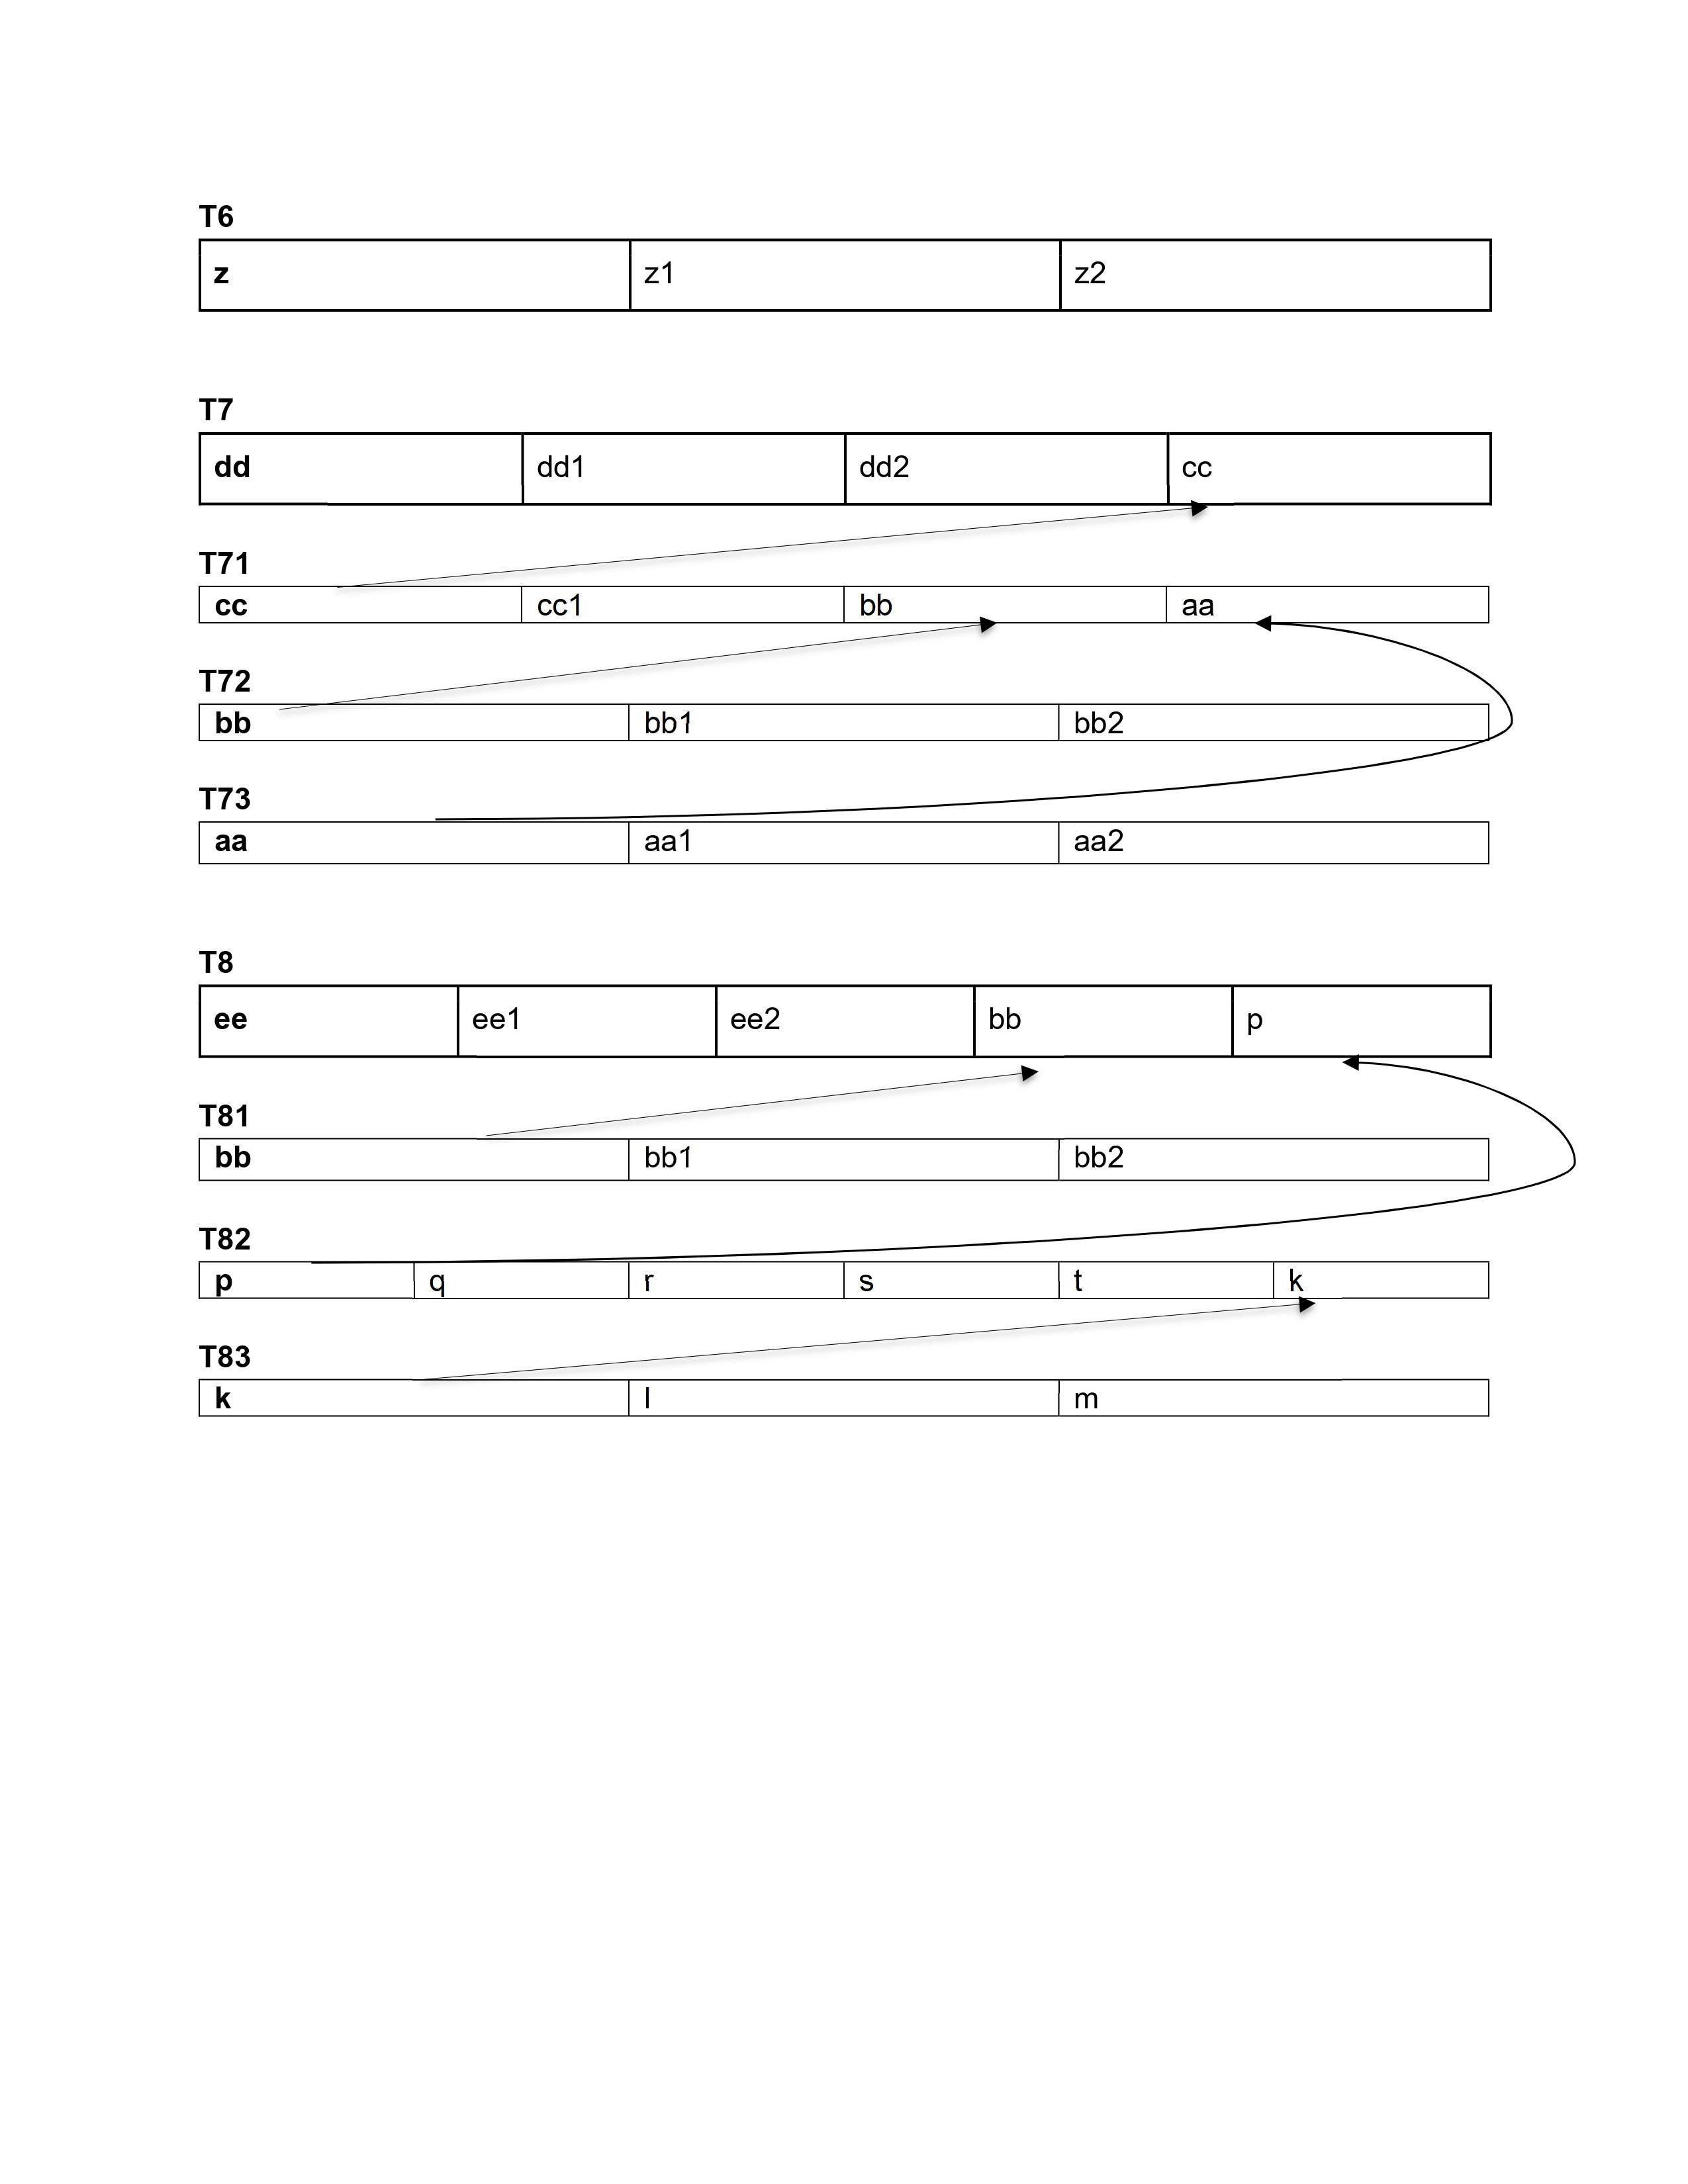 T6
z z1 z2
T7
dd dd1 dd2 cc
T71
cc cc1 bb aa
T72
bb bb1 bb2
T73
aa aa1 aa2
T8
ee ee1 ee2 bb p
T81
bb bb1 bb2
T82
p q r s t k
T83
k l m